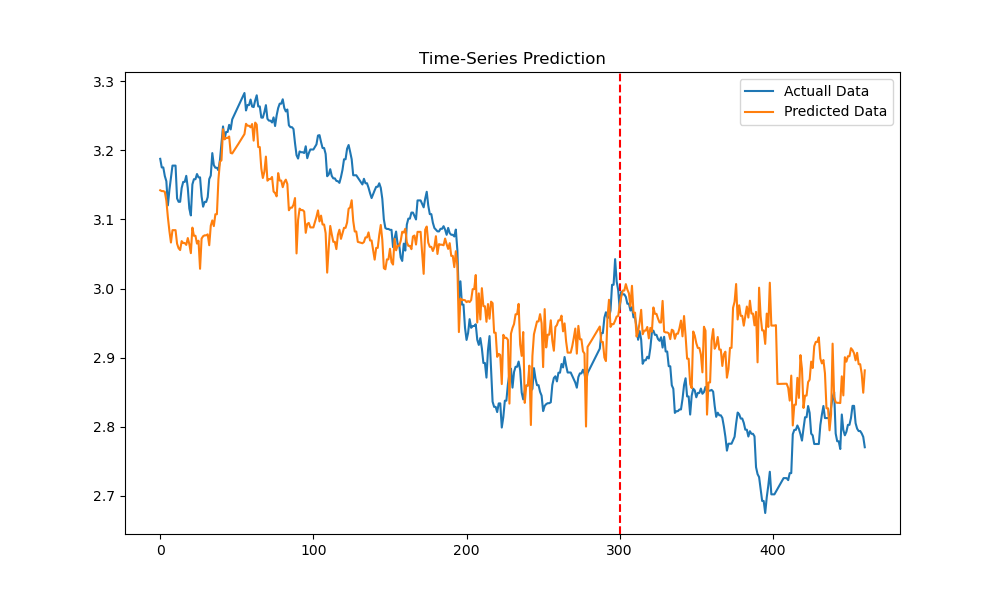 Time-Series Prediction
Actuall Data
Predicted Data
3.3
3.2
3.1
3.0
2.9
2.8
2.7
0 100 200 300 400